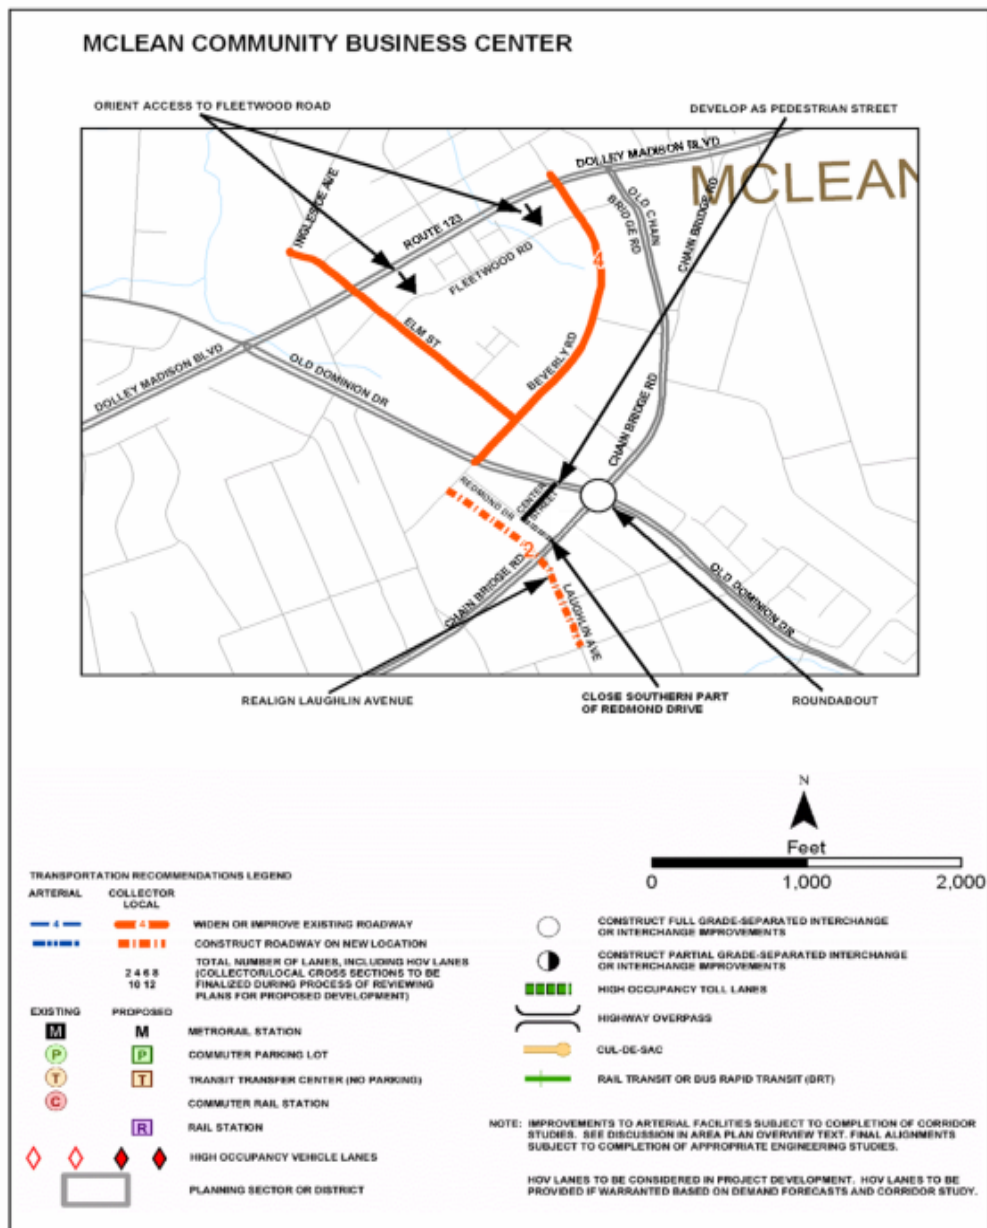 MCLEAN COMMUNITY BUSINESS CENTER
ORIENT ACCESS TO FLEETWOOD ROAD
DEVELOP AS PEDESTRIAN STREET
DOLLEY MADISON BLVD
MCLEAN
INGLESIDE AVE
ROUTE 123
OLD CHAIN
BRIDGE RD
CHAIN BRIDGE RD
FLEETWOOD RD
4
ELM ST
BEVERLY RD
DOLLEY MADISON BLVD
OLD DOMINION DR
CHAIN BRIDGE RD
REDMOND DR
CENTER
STREET
2
CHAIN BRIDGE RD
LAUGHLIN AVE
OLD DOMINION DR
REALIGN LAUGHLIN AVENUE
CLOSE SOUTHERN PART
OF REDMOND DRIVE
ROUNDABOUT
N
Feet
0 1,000 2,000
TRANSPORTATION RECOMMENDATIONS LEGEND
ARTERIAL COLLECTOR
LOCAL
4 4 WIDEN OR IMPROVE EXISTING ROADWAY
CONSTRUCT ROADWAY ON NEW LOCATION
TOTAL NUMBER OF LANES, INCLUDING HOV LANES
2 4 6 8 (COLLECTOR/LOCAL CROSS SECTIONS TO BE
10 12 FINALIZED DURING PROCESS OF REVIEWING
PLANS FOR PROPOSED DEVELOPMENT)
EXISTING PROPOSED
M M METRORAIL STATION
P P COMMUTER PARKING LOT
T T TRANSIT TRANSFER CENTER (NO PARKING)
C COMMUTER RAIL STATION
R RAIL STATION
HIGH OCCUPANCY VEHICLE LANES
PLANNING SECTOR OR DISTRICT
CONSTRUCT FULL GRADE-SEPARATED INTERCHANGE
OR INTERCHANGE IMPROVEMENTS
CONSTRUCT PARTIAL GRADE-SEPARATED INTERCHANGE
OR INTERCHANGE IMPROVEMENTS
HIGH OCCUPANCY TOLL LANES
HIGHWAY OVERPASS
CUL-DE-SAC
RAIL TRANSIT OR BUS RAPID TRANSIT (BRT)
NOTE: IMPROVEMENTS TO ARTERIAL FACILITIES SUBJECT TO COMPLETION OF CORRIDOR
STUDIES. SEE DISCUSSION IN AREA PLAN OVERVIEW TEXT. FINAL ALIGNMENTS
SUBJECT TO COMPLETION OF APPROPRIATE ENGINEERING STUDIES.
HOV LANES TO BE CONSIDERED IN PROJECT DEVELOPMENT. HOV LANES TO BE
PROVIDED IF WARRANTED BASED ON DEMAND FORECASTS AND CORRIDOR STUDY.